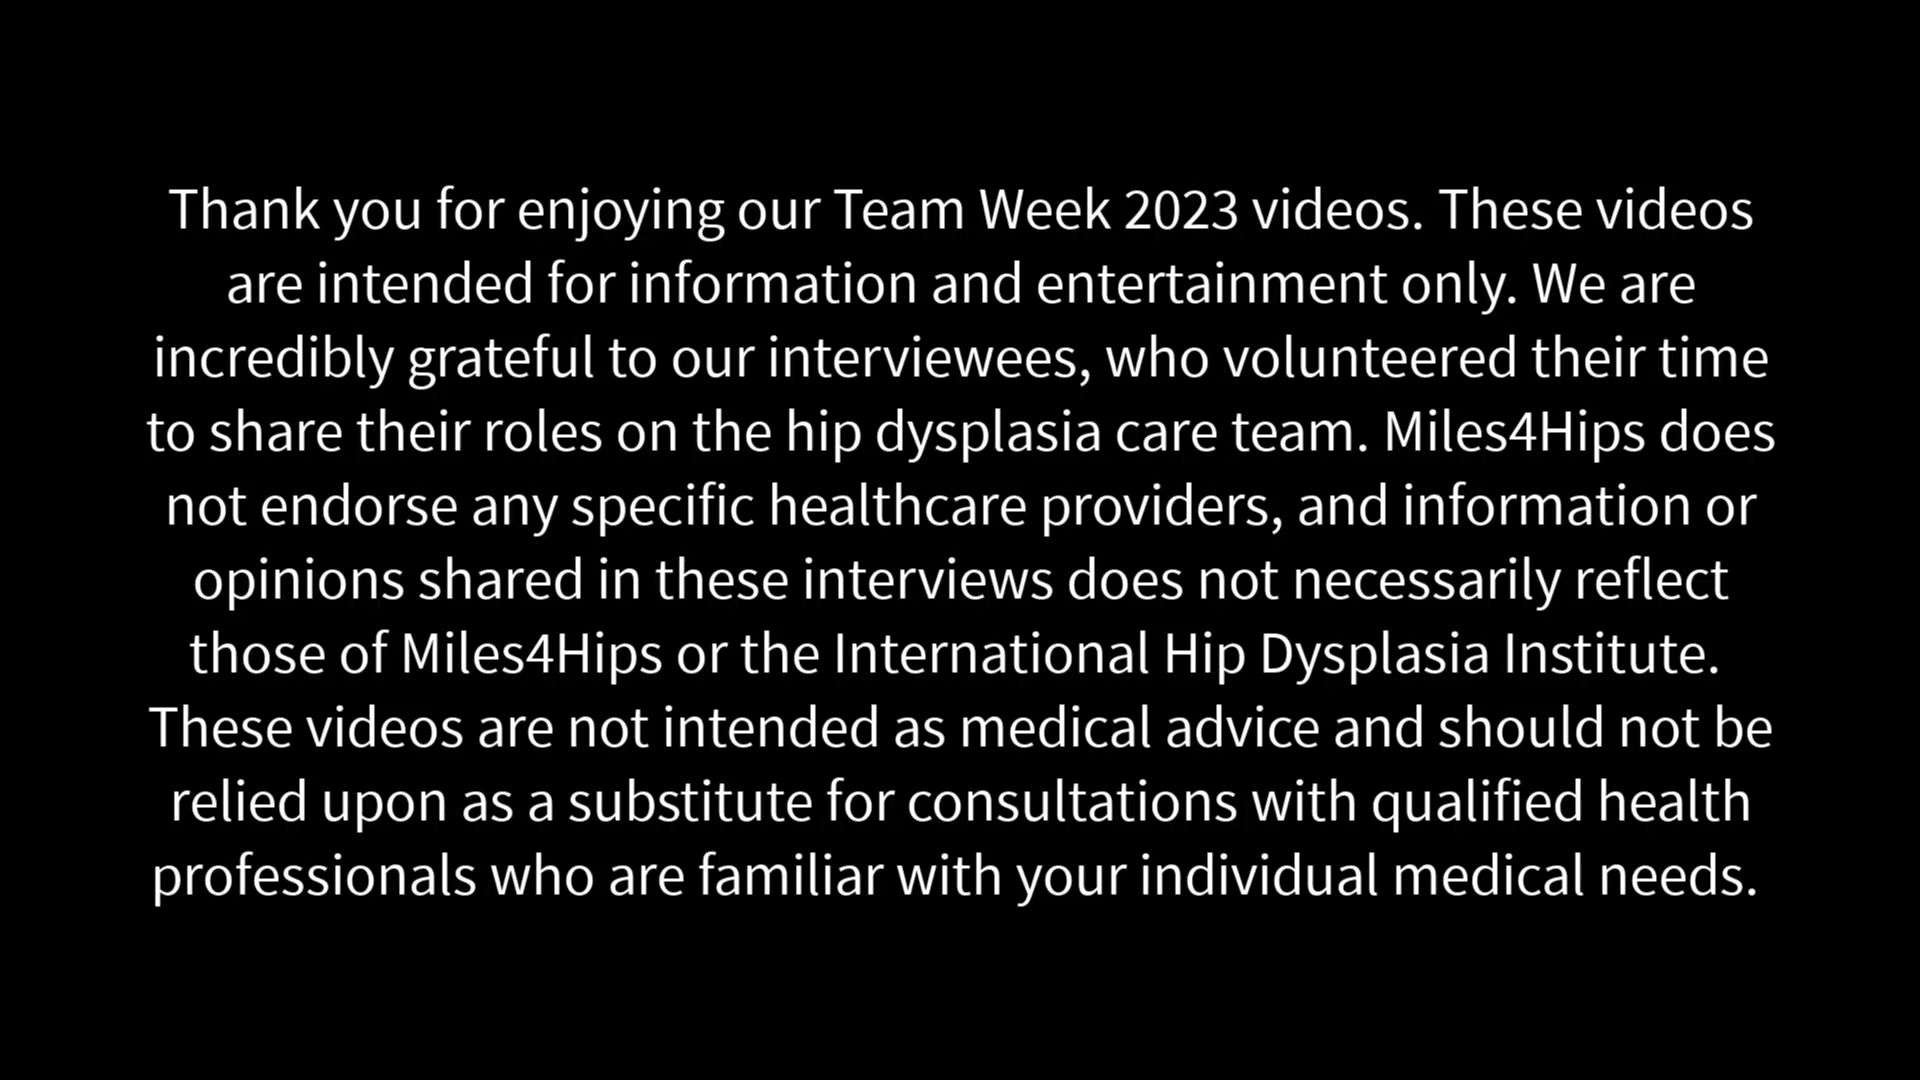 Thank you for enjoying our Team Week 2023 videos. These videos
are intended for information and entertainment only. We are
incredibly grateful to our interviewees, who volunteered their time
to share their roles on the hip dysplasia care team. Miles4Hips does
not endorse any specific healthcare providers, and information or
opinions shared in these interviews does not necessarily reflect
those of Miles4Hips or the International Hip Dysplasia Institute.
These videos are not intended as medical advice and should not be
relied upon as a substitute for consultations with qualified health
professionals who are familiar with your individual medical needs.